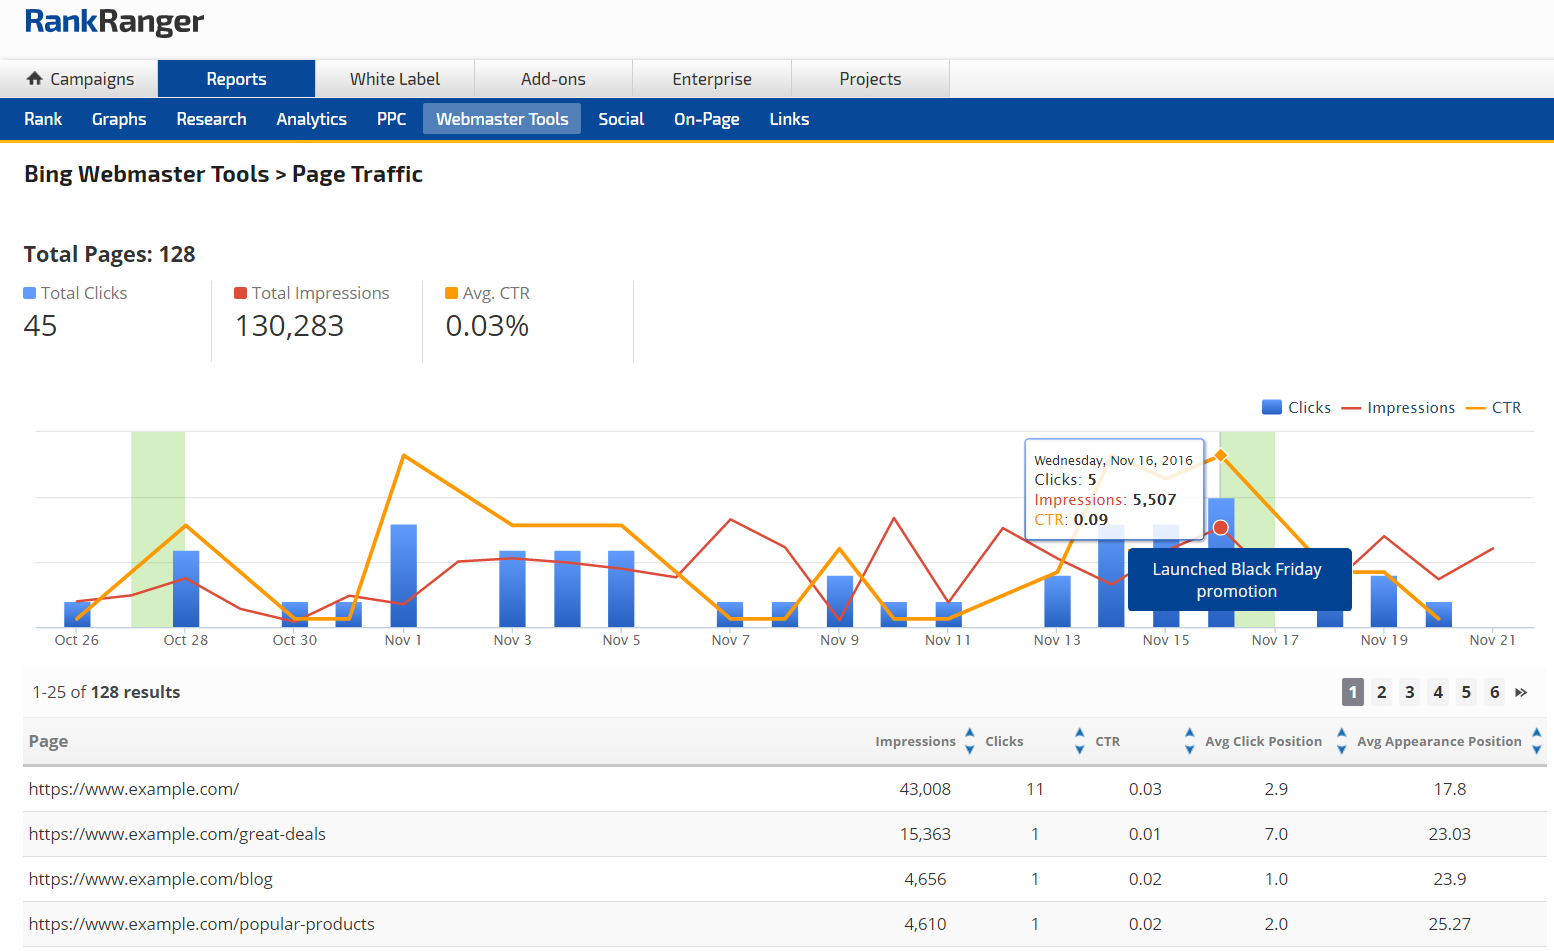 RankRanger
Campaigns
Reports
White Label
Add-ons
Enterprise
Projects
Rank
Graphs
Research
Analytics
PPC
Webmaster Tools
Social
On-Page
Links
Bing Webmaster Tools > Page Traffic
Total Pages: 128
Total Clicks
45
Total Impressions
130,283
Avg. CTR
0.03%
Clicks
Impressions
CTR
Wednesday, Nov 16, 2016
Clicks: 5
Impressions: 5,507
CTR: 0.09
Launched Black Friday
promotion
Oct 26
Oct 28
Oct 30
Nov 1
Nov 3
Nov 5
Nov 7
Nov 9
Nov 11
Nov 13
Nov 15
Nov 17
Nov 19
Nov 21
1-25 of 128 results
1 2 3 4 5 6
Page Impressions Clicks CTR Avg Click Position Avg Appearance Position
https://www.example.com/ 43,008 11 0.03 2.9 17.8
https://www.example.com/great-deals 15,363 1 0.01 7.0 23.03
https://www.example.com/blog 4,656 1 0.02 1.0 23.9
https://www.example.com/popular-products 4,610 1 0.02 2.0 25.27